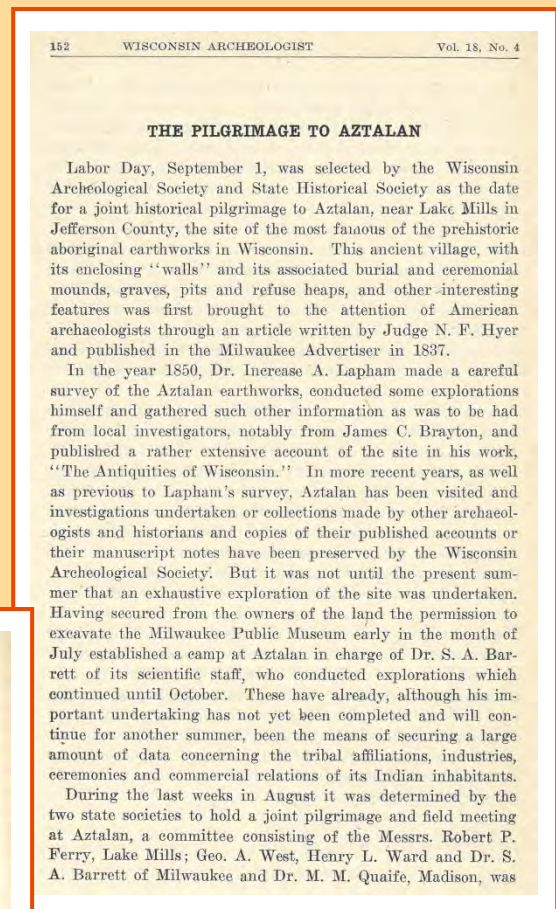 152 WISCONSIN ARCHEOLOGIST Vol. 18, No. 4
THE PILGRIMAGE TO AZTALAN
Labor Day, September 1, was selected by the Wisconsin
Archeological Society and State Historical Society as the date
for a joint historical pilgrimage to Aztalan, near Lake Mills in
Jefferson County, the site of the most famous of the prehistoric
aboriginal earthworks in Wisconsin. This ancient village, with
its enclosing "walls" and its associated burial and ceremonial
mounds, graves, pits and refuse heaps, and other interesting
features was first brought to the attention of American
archaeologists through an article written by Judge N. F. Hyer
and published in the Milwaukee Advertiser in 1837.
In the year 1850, Dr. Increase A. Lapham made a careful
survey of the Aztalan earthworks, conducted some explorations
himself and gathered such other information as was to be had
from local investigators, notably from James C. Brayton, and
published a rather extensive account of the site in his work,
"The Antiquities of Wisconsin." In more recent years, as well
as previous to Lapham's survey, Aztalan has been visited and
investigations undertaken or collections made by other archaeol-
ogists and historians and copies of their published accounts or
their manuscript notes have been preserved by the Wisconsin
Archeological Society. But it was not until the present sum-
mer that an exhaustive exploration of the site was undertaken.
Having secured from the owners of the land the permission to
excavate the Milwaukee Public Museum early in the month of
July established a camp at Aztalan in charge of Dr. S. A. Bar-
rett of its scientific staff, who conducted explorations which
continued until October. These have already, although his im-
portant undertaking has not yet been completed and will con-
tinue for another summer, been the means of securing a large
amount of data concerning the tribal affiliations, industries,
ceremonies and commercial relations of its Indian inhabitants.
During the last weeks in August it was determined by the
two state societies to hold a joint pilgrimage and field meeting
at Aztalan, a committee consisting of the Messrs. Robert P.
Ferry, Lake Mills; Geo. A. West, Henry L. Ward and Dr. S.
A. Barrett of Milwaukee and Dr. M. M. Quaife, Madison, was